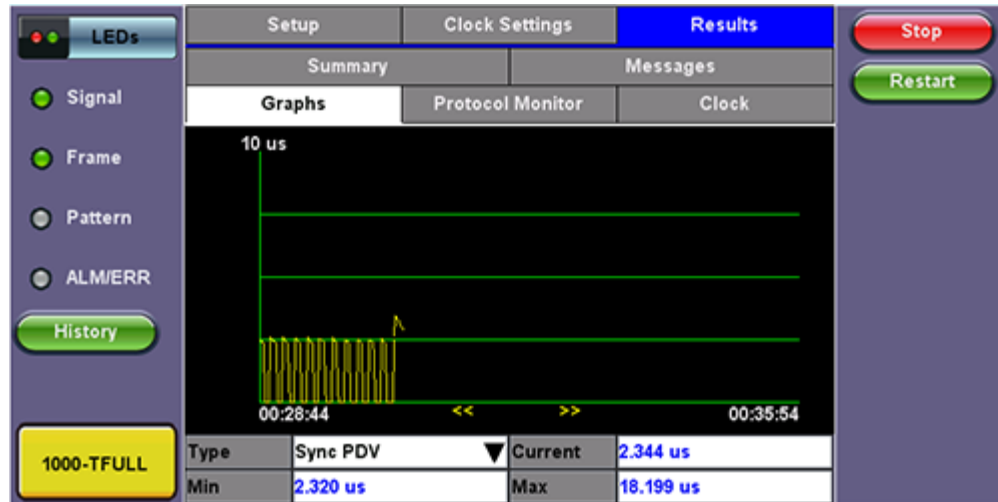 LEDs
Setup
Clock Settings
Results
Stop
Summary
Messages
Restart
Signal
Graphs
Protocol Monitor
Clock
10 us
Frame
Pattern
ALM/ERR
History
00:28:44
<<
>>
00:35:54
1000-TFULL
Type
Sync PDV
Current
2.344 us
Min
2.320 us
Max
18.199 us